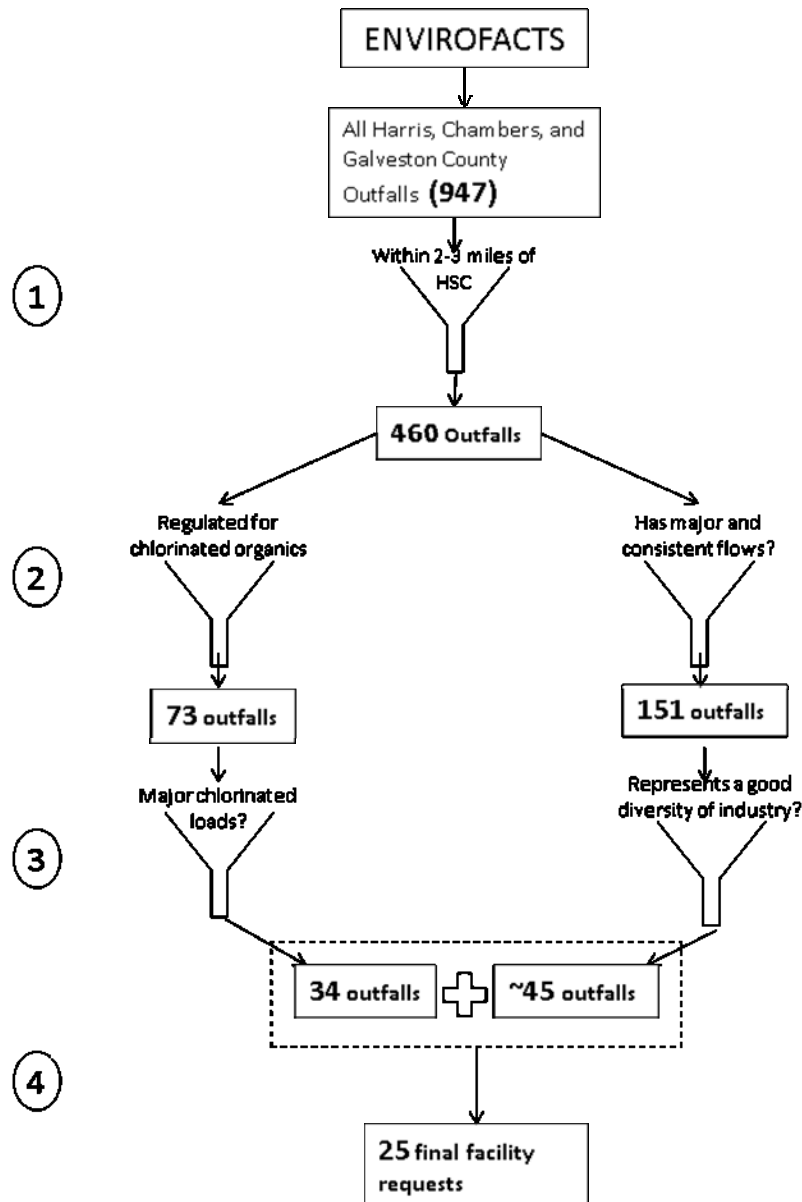 ENVIROFACTS
All Harris, Chambers, and
Galveston County
Outfalls (947)
1
Within 2-3 miles of
HSC
460 Outfalls
2
Regulated for
chlorinated organics
Has major and
consistent flows?
73 outfalls
151 outfalls
3
Major chlorinated
loads?
Represents a good
diversity of industry?
34 outfalls
~45 outfalls
4
25 final facility
requests